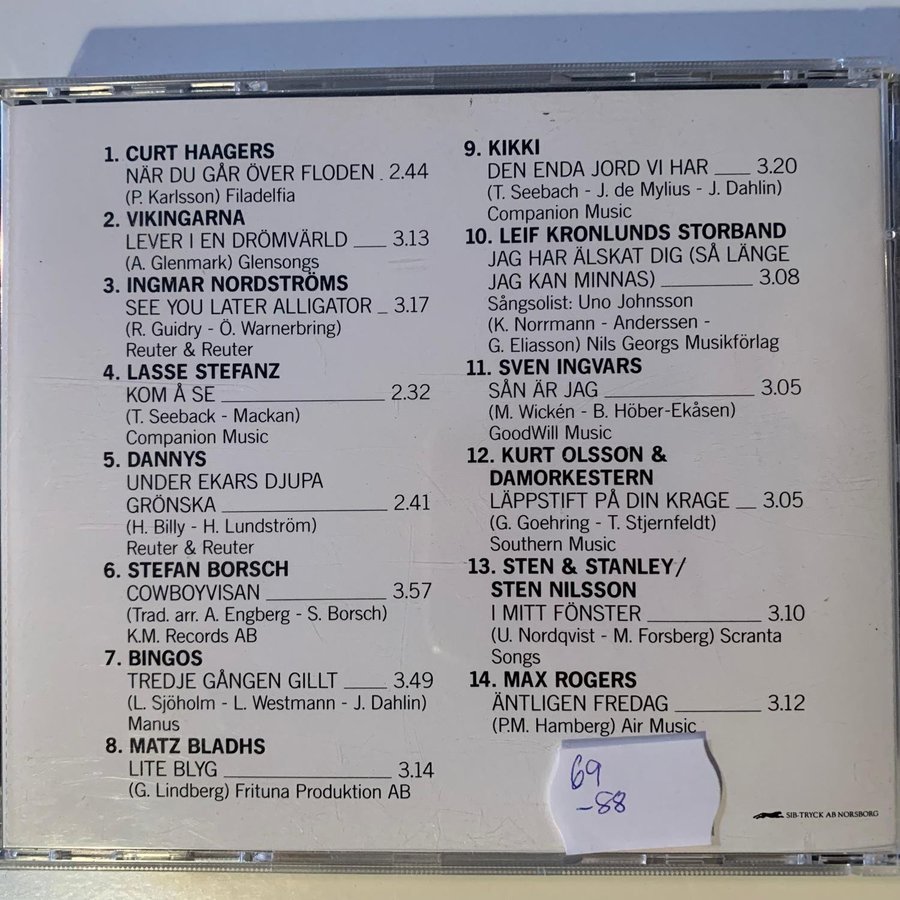 1. CURT HAAGERS
NÄR DU GÅR ÖVER FLODEN . 2.44
(P. Karlsson) Filadelfia
2. VIKINGARNA
LEVER I EN DRÖMVÄRLD ___ 3.13
(A. Glenmark) Glensongs
3. INGMAR NORDSTRÖMS
SEE YOU LATER ALLIGATOR _ 3.17
(R. Guidry - Ö. Warnerbring)
Reuter & Reuter
4. LASSE STEFANZ
KOM Å SE ________________ 2.32
(T. Seeback - Mackan)
Companion Music
5. DANNYS
UNDER EKARS DJUPA
GRÖNSKA ________________ 2.41
(H. Billy - H. Lundström)
Reuter & Reuter
6. STEFAN BORSCH
COWBOYVISAN ____________ 3.57
(Trad. arr. A. Engberg - S. Borsch)
K.M. Records AB
7. BINGOS
TREDJE GÅNGEN GILLT ____ 3.49
(L. Sjöholm - L. Westmann - J. Dahlin)
Manus
8. MATZ BLADHS
LITE BLYG ________________ 3.14
(G. Lindberg) Frituna Produktion AB
9. KIKKI
DEN ENDA JORD VI HAR ___ 3.20
(T. Seebach - J. de Mylius - J. Dahlin)
Companion Music
10. LEIF KRONLUNDS STORBAND
JAG HAR ÄLSKAT DIG (SÅ LÄNGE
JAG KAN MINNAS) _________ 3.08
Sångsolist: Uno Johnsson
(K. Norrmann - Anderssen -
G. Eliasson) Nils Georgs Musikförlag
11. SVEN INGVARS
SÅN ÄR JAG _______________ 3.05
(M. Wickén - B. Höber-Ekåsen)
GoodWill Music
12. KURT OLSSON &
DAMORKESTERN
LÄPPSTIFT PÅ DIN KRAGE __ 3.05
(G. Goehring - T. Stjernfeldt)
Southern Music
13. STEN & STANLEY/
STEN NILSSON
I MITT FÖNSTER ___________ 3.10
(U. Nordqvist - M. Forsberg) Scranta
Songs
14. MAX ROGERS
ÄNTLIGEN FREDAG ________ 3.12
(P.M. Hamberg) Air Music
69
-88
SIB-TRYCK AB NORSBORG